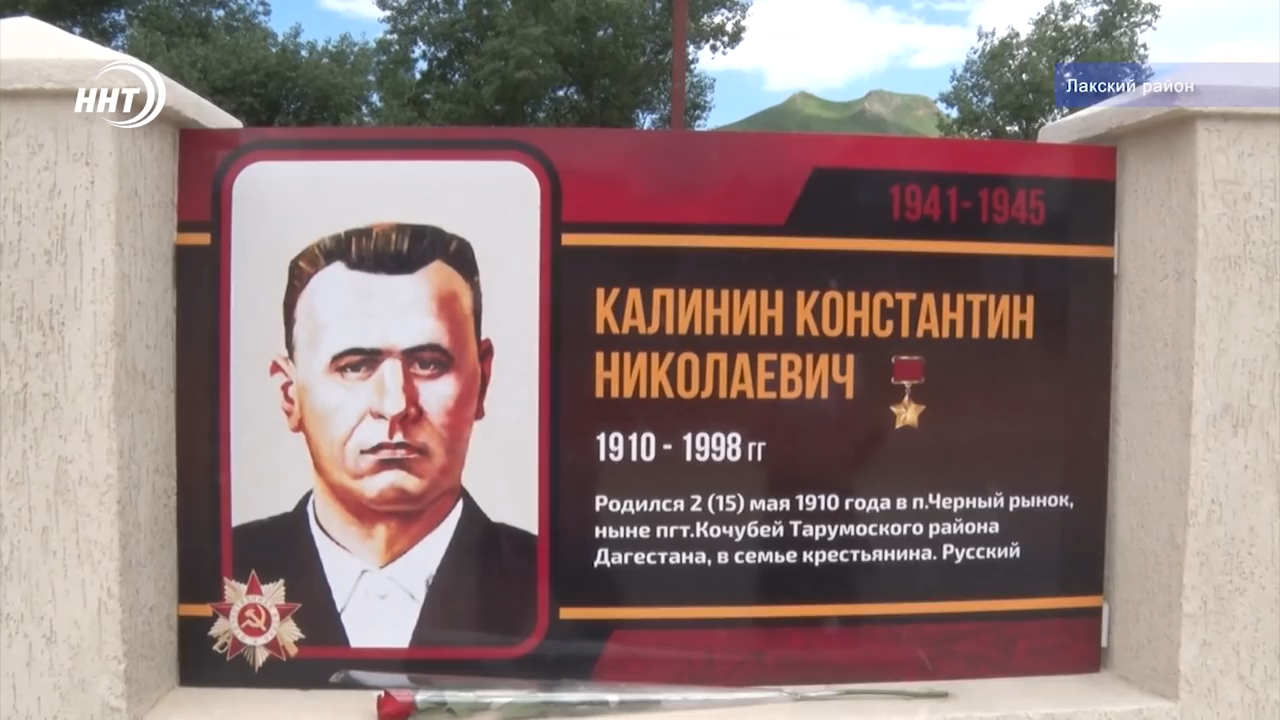 ННТ
Лакский район
1941-1945
КАЛИНИН КОНСТАНТИН
НИКОЛАЕВИЧ
1910 - 1998 гг
Родился 2 (15) мая 1910 года в п.Черный рынок,
ныне пгт.Кочубей Тарумоского района
Дагестана, в семье крестьянина. Русский